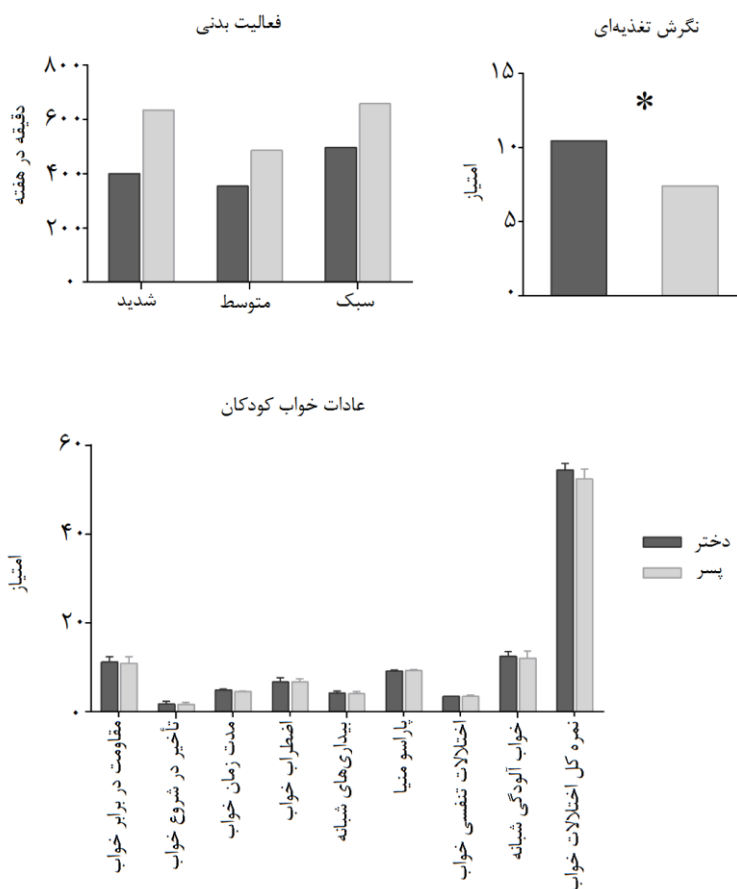 فعالیت بدنی
دقیقه در هفته
۸۰۰
۶۰۰
۴۰۰
۲۰۰
۰
شدید
متوسط
سبک
نگرش تغذیه‌ای
امتیاز
۱۵
*
۱۰
۵
۰
عادات خواب کودکان
امتیاز
۶۰
۴۰
۲۰
۰
مقاومت در برابر خواب
تأخیر در شروع خواب
مدت زمان خواب
اضطراب خواب
بیداری‌های شبانه
پاراسو منیا
اختلالات تنفسی خواب
خواب آلودگی شبانه
نمره کل اختلالات خواب
دختر
پسر